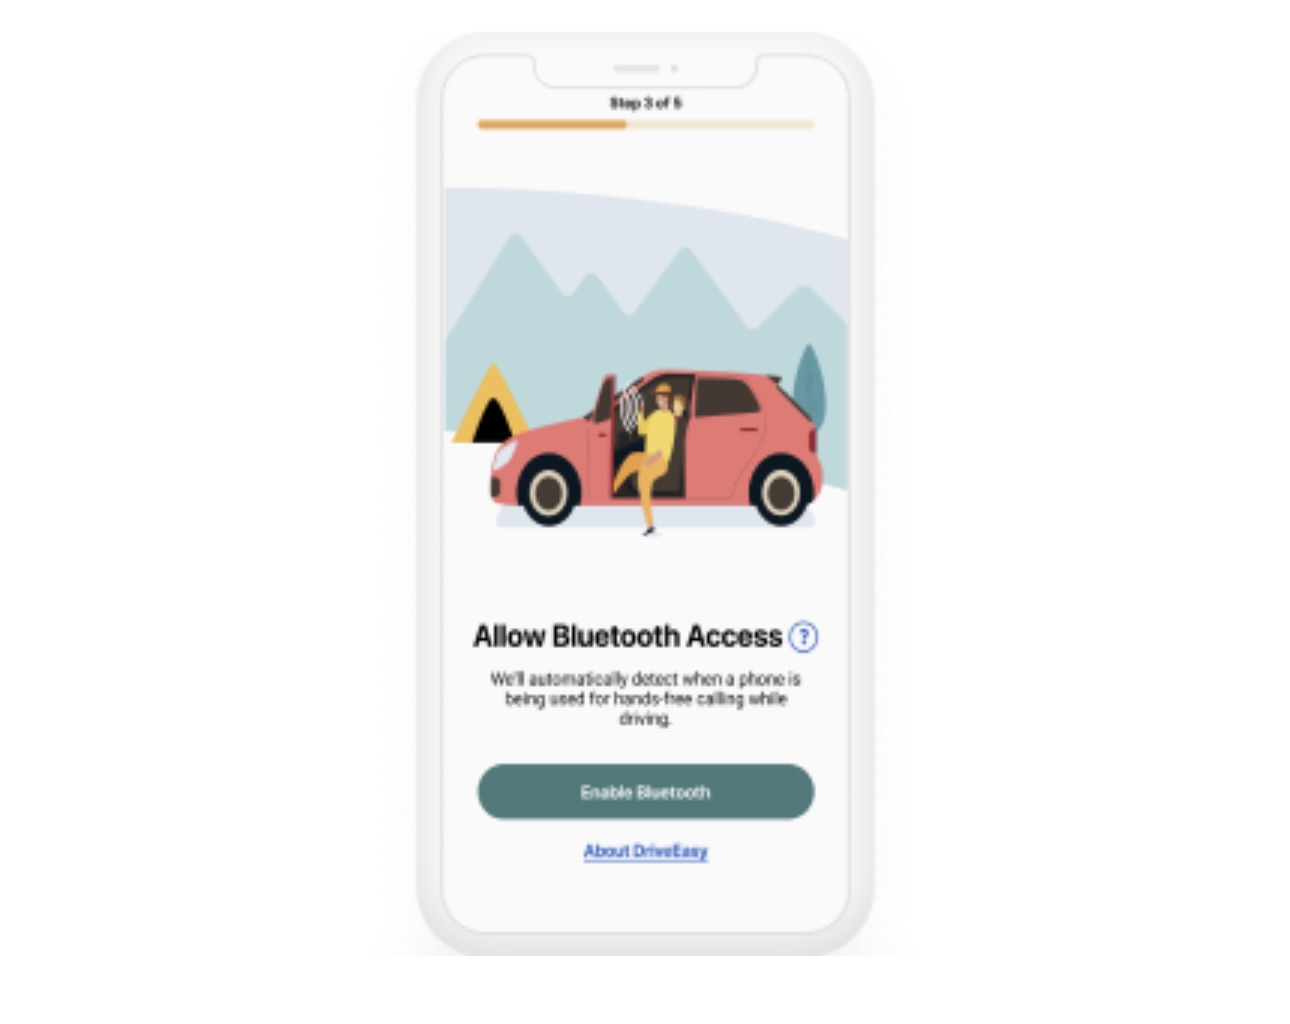 Step 3 of 5
Allow Bluetooth Access ?
We'll automatically detect when a phone is
being used for hands-free calling while
driving.
Enable Bluetooth
About DriveEasy